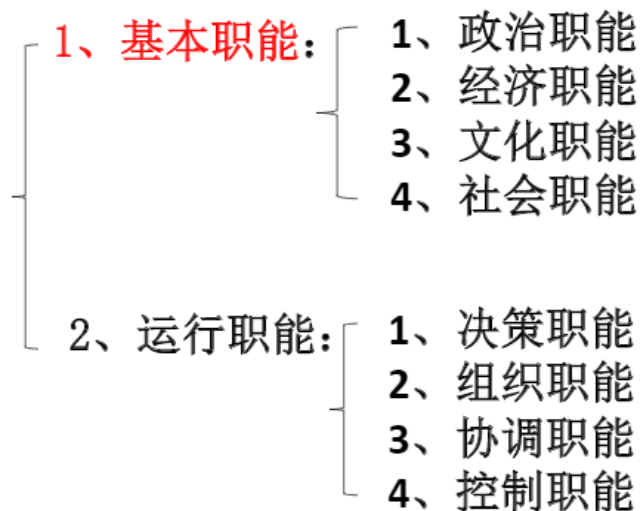 1、基本职能：
1、政治职能
2、经济职能
3、文化职能
4、社会职能
2、运行职能：
1、决策职能
2、组织职能
3、协调职能
4、控制职能